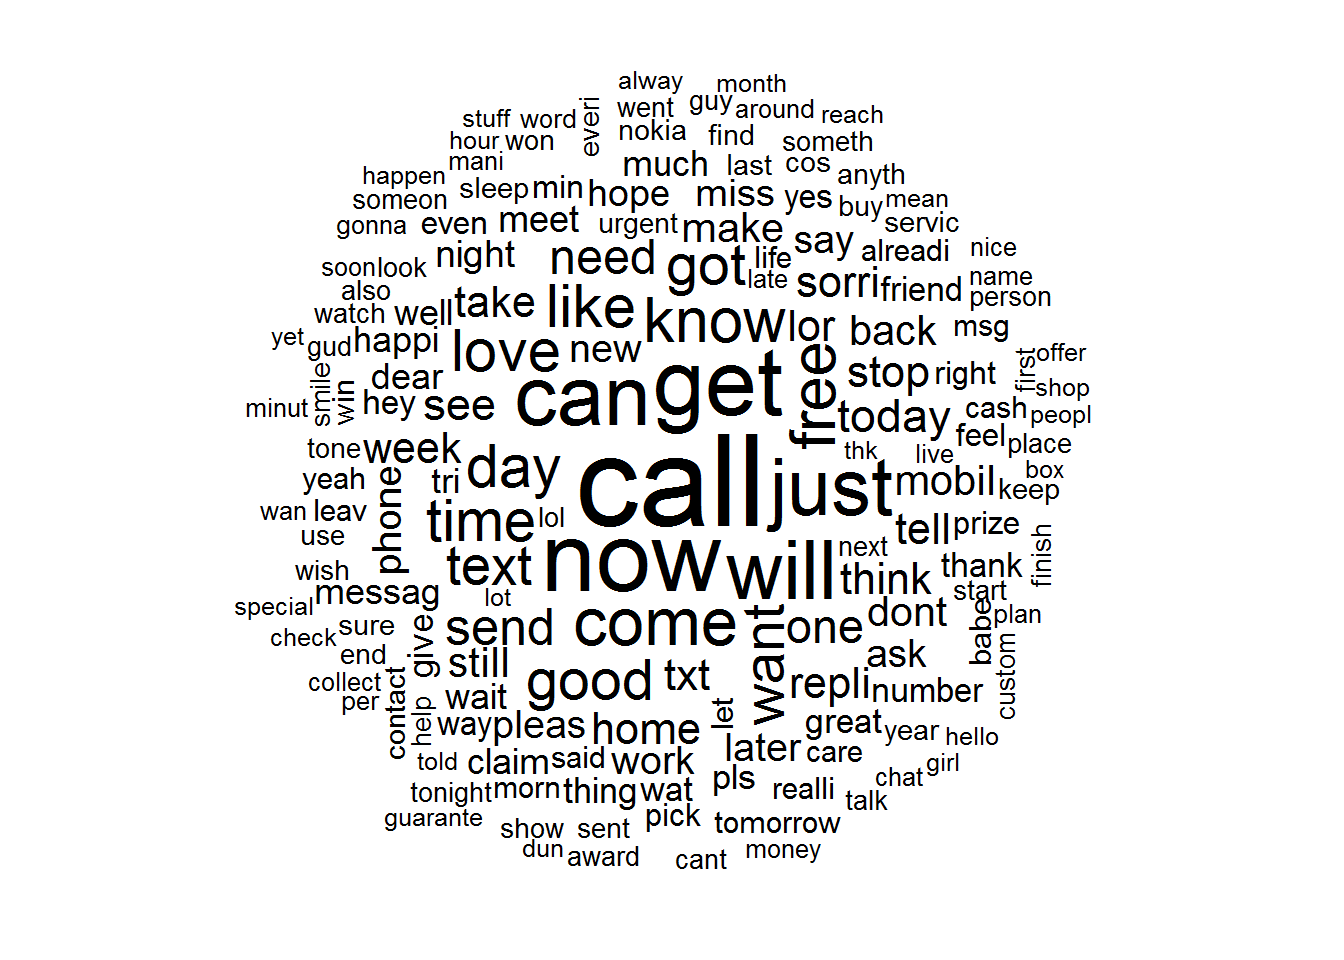 alway month
stuff word everi went guy around reach
hour won nokia find someth
mani much last cos
happen sleep min hope miss yes anyth
someon buy mean
gonna even meet urgent make servic
night need got life say alreadi nice
soon look late sorri friend name
also take like person
watch well know lor back msg
yet gud happi love new free first offer
smile win dear can get stop right shop
minut hey see today cash peopl
tone week thk live feel place
yeah tri day call just mobil keep box
wan leav phone time lol tell prize
use text now will next finish
wish think thank
special messag lot want start plan
check sure give send come one dont babe
end still ask custom
collect contact good txt repli number
per wait
help way pleas home let great year hello
told claim said work later care girl
tonight morn thing wat pls realli chat talk
guarante show sent pick tomorrow
dun award cant money